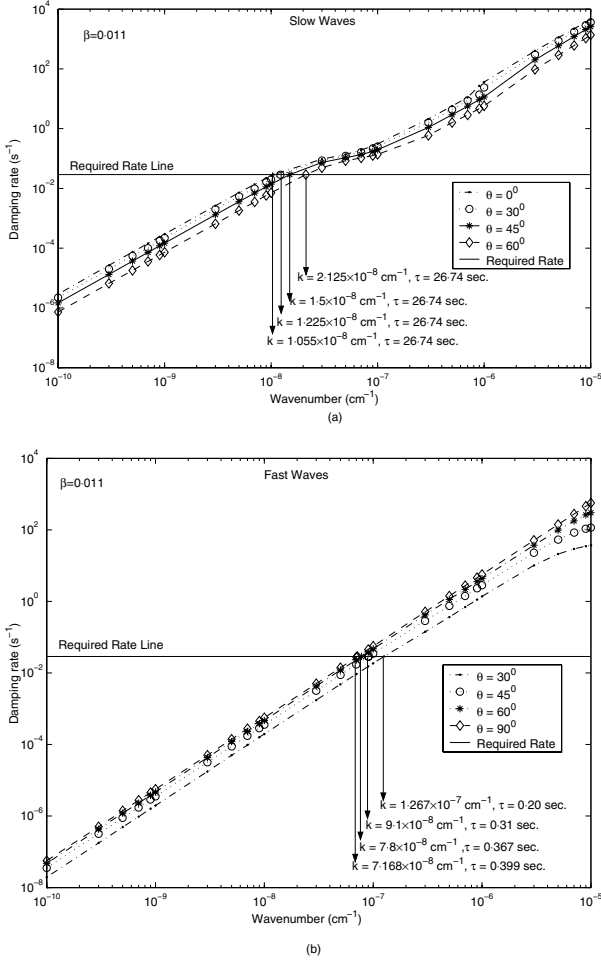 10^4
Slow Waves
β=0·011
10^2
10^0
Damping rate (s^−1)
Required Rate Line
10^−2
θ = 0^0
θ = 30^0
θ = 45^0
θ = 60^0
Required Rate
10^−4
k = 2·125×10^−8 cm^−1, τ = 26·74 sec.
k = 1·5×10^−8 cm^−1, τ = 26·74 sec.
10^−6
k = 1·225×10^−8 cm^−1, τ = 26·74 sec.
k = 1·055×10^−8 cm^−1, τ = 26·74 sec.
10^−8
10^−10 10^−9 10^−8 10^−7 10^−6 10^−5
Wavenumber (cm^−1)
(a)
10^4
Fast Waves
β=0·011
10^2
10^0
Damping rate (s^−1)
Required Rate Line
10^−2
θ = 30^0
θ = 45^0
θ = 60^0
θ = 90^0
Required Rate
10^−4
10^−6
k = 1·267×10^−7 cm^−1, τ = 0·20 sec.
k = 9·1×10^−8 cm^−1, τ = 0·31 sec.
k = 7·8×10^−8 cm^−1 ,τ = 0·367 sec.
k = 7·168×10^−8 cm^−1, τ = 0·399 sec.
10^−8
10^−10 10^−9 10^−8 10^−7 10^−6 10^−5
Wavenumber (cm^−1)
(b)